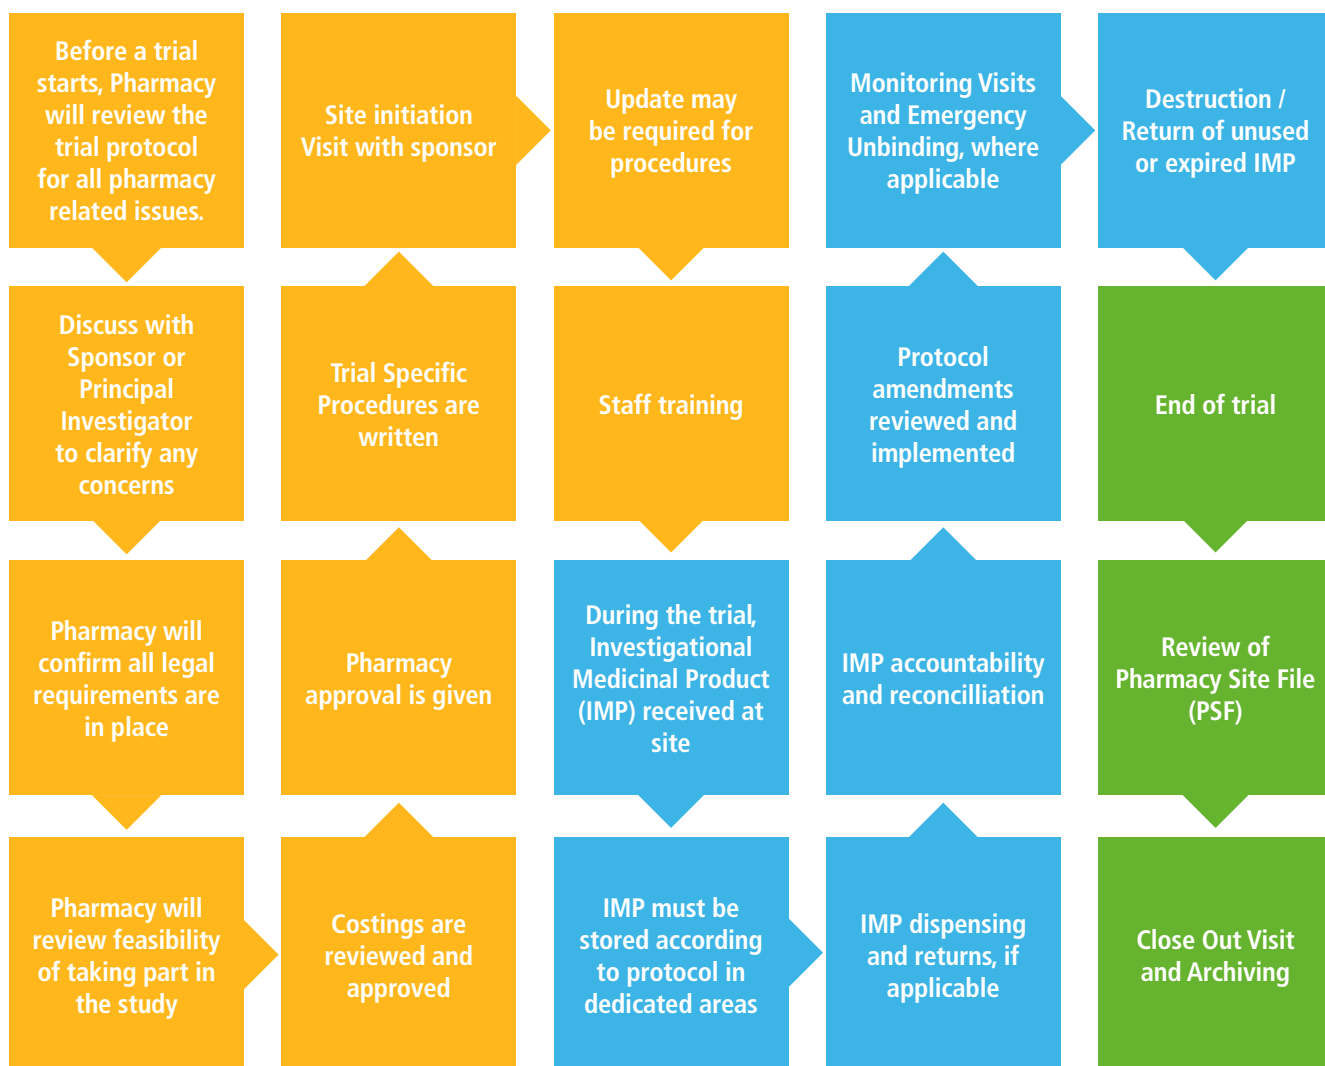 Before a trial
starts, Pharmacy
will review the
trial protocol
for all pharmacy
related issues.
Discuss with
Sponsor or
Principal
Investigator
to clarify any
concerns
Pharmacy will
confirm all legal
requirements are
in place
Pharmacy will
review feasibility
of taking part in
the study
Costings are
reviewed and
approved
Pharmacy
approval is given
Trial Specific
Procedures are
written
Site initiation
Visit with sponsor
Update may
be required for
procedures
Staff training
During the trial,
Investigational
Medicinal Product
(IMP) received at
site
IMP must be
stored according
to protocol in
dedicated areas
IMP dispensing
and returns, if
applicable
IMP accountability
and reconcilliation
Protocol
amendments
reviewed and
implemented
Monitoring Visits
and Emergency
Unbinding, where
applicable
Destruction /
Return of unused
or expired IMP
End of trial
Review of
Pharmacy Site File
(PSF)
Close Out Visit
and Archiving